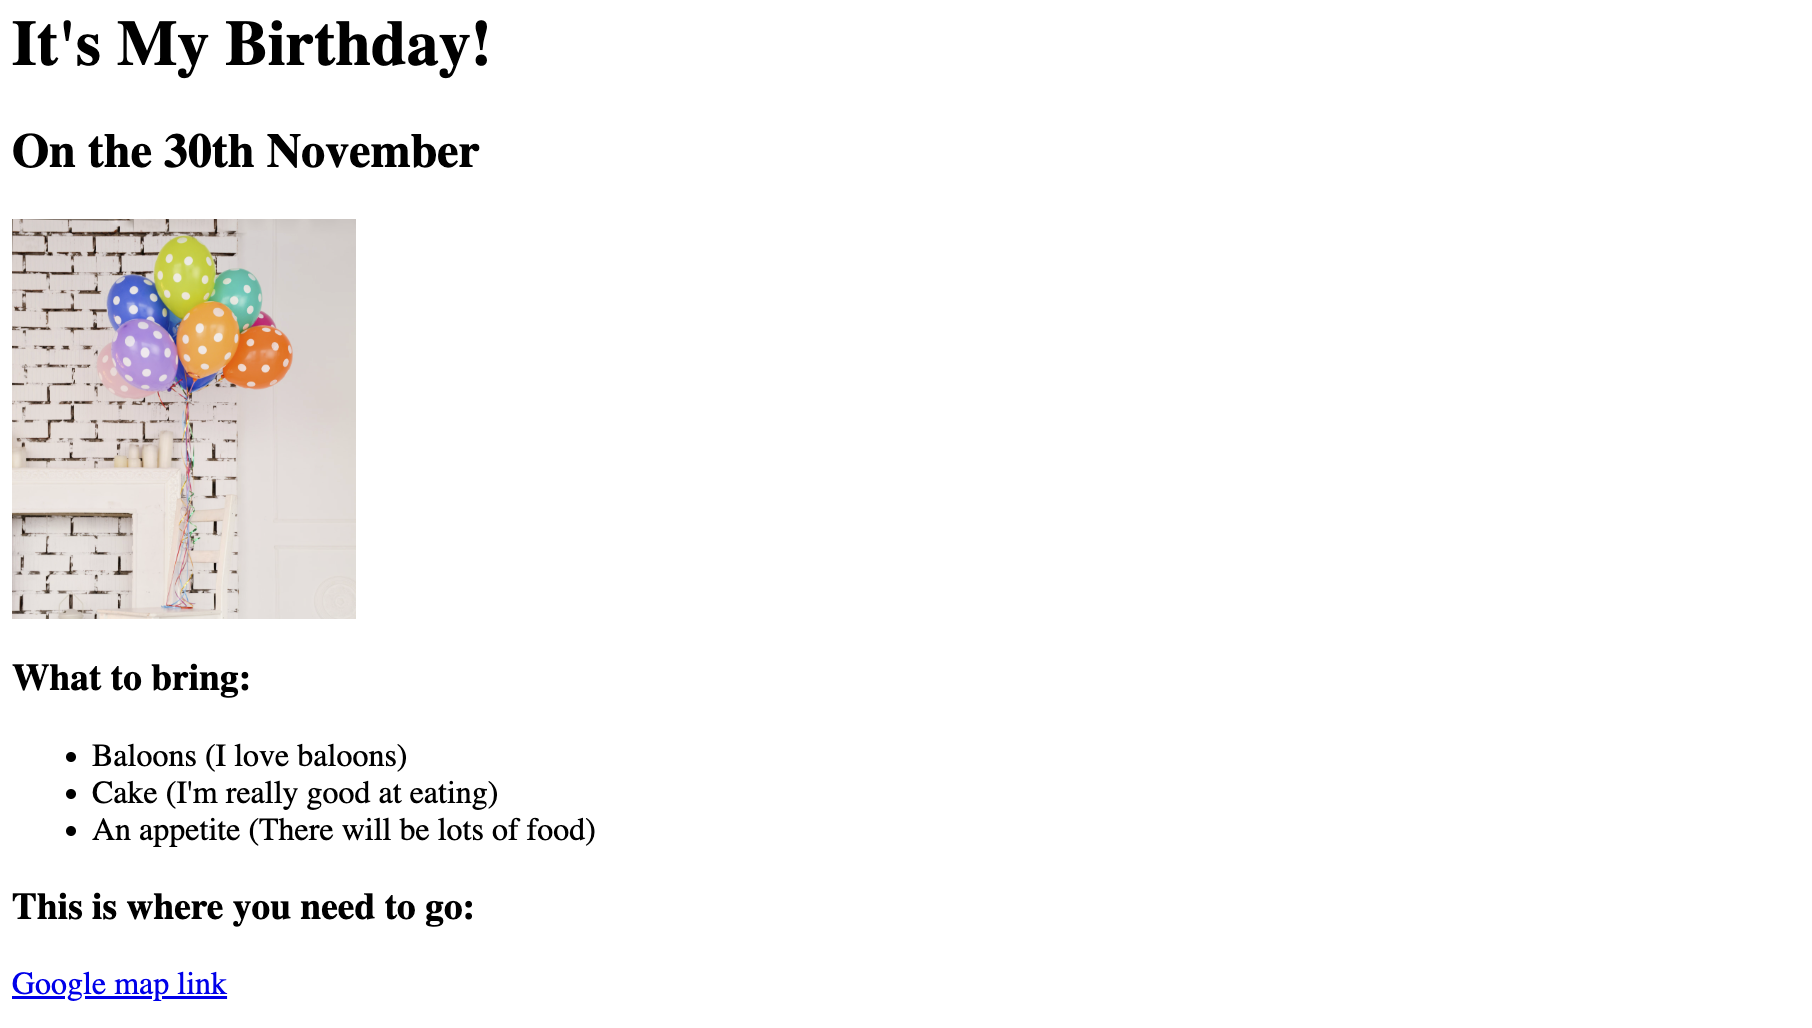 It's My Birthday!
On the 30th November
What to bring:
Baloons (I love baloons)
Cake (I'm really good at eating)
An appetite (There will be lots of food)
This is where you need to go:
Google map link